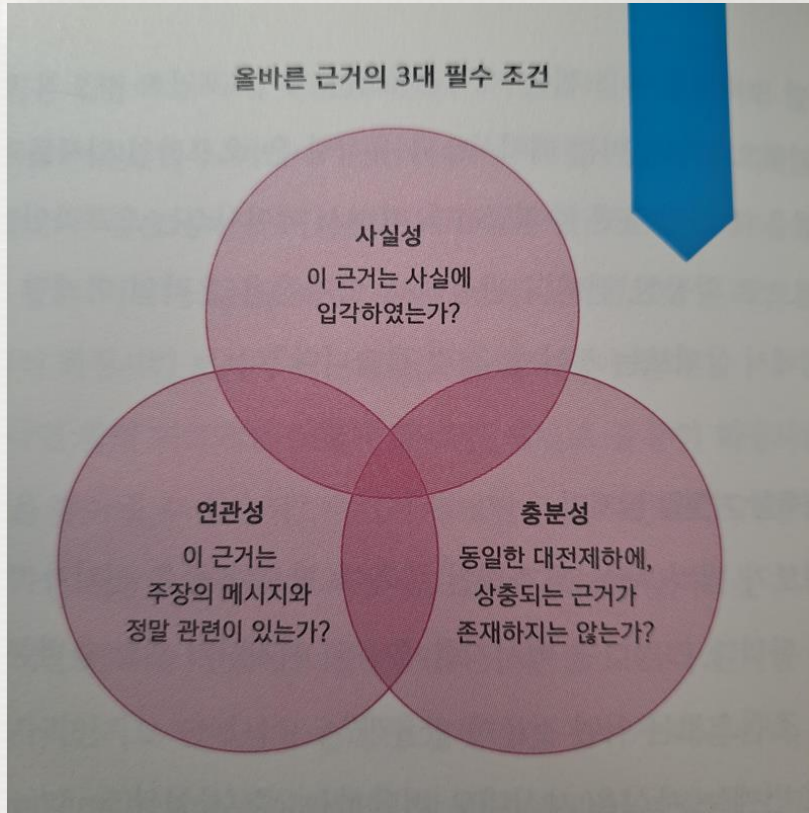 올바른 근거의 3대 필수 조건
사실성
이 근거는 사실에
입각하였는가?
연관성
이 근거는
주장의 메시지와
정말 관련이 있는가?
충분성
동일한 대전제하에,
상충되는 근거가
존재하지는 않는가?